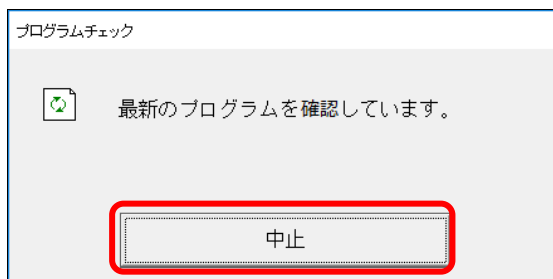 プログラムチェック
最新のプログラムを確認しています。
中止